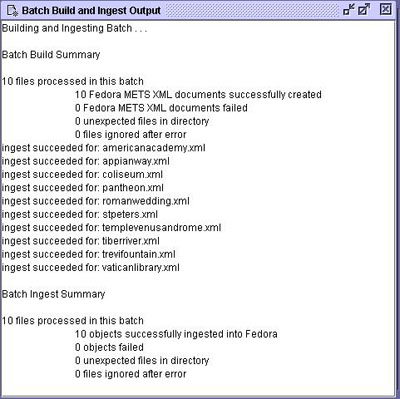 Batch Build and Ingest Output
Building and Ingesting Batch . . .
Batch Build Summary
10 files processed in this batch
10 Fedora METS XML documents successfully created
0 Fedora METS XML documents failed
0 unexpected files in directory
0 files ignored after error
ingest succeeded for: americanacademy.xml
ingest succeeded for: appianway.xml
ingest succeeded for: coliseum.xml
ingest succeeded for: pantheon.xml
ingest succeeded for: romanwedding.xml
ingest succeeded for: stpeters.xml
ingest succeeded for: templevenusandrome.xml
ingest succeeded for: tiberriver.xml
ingest succeeded for: trevifountain.xml
ingest succeeded for: vaticanlibrary.xml
Batch Ingest Summary
10 files processed in this batch
10 objects successfully ingested into Fedora
0 objects failed
0 unexpected files in directory
0 files ignored after error